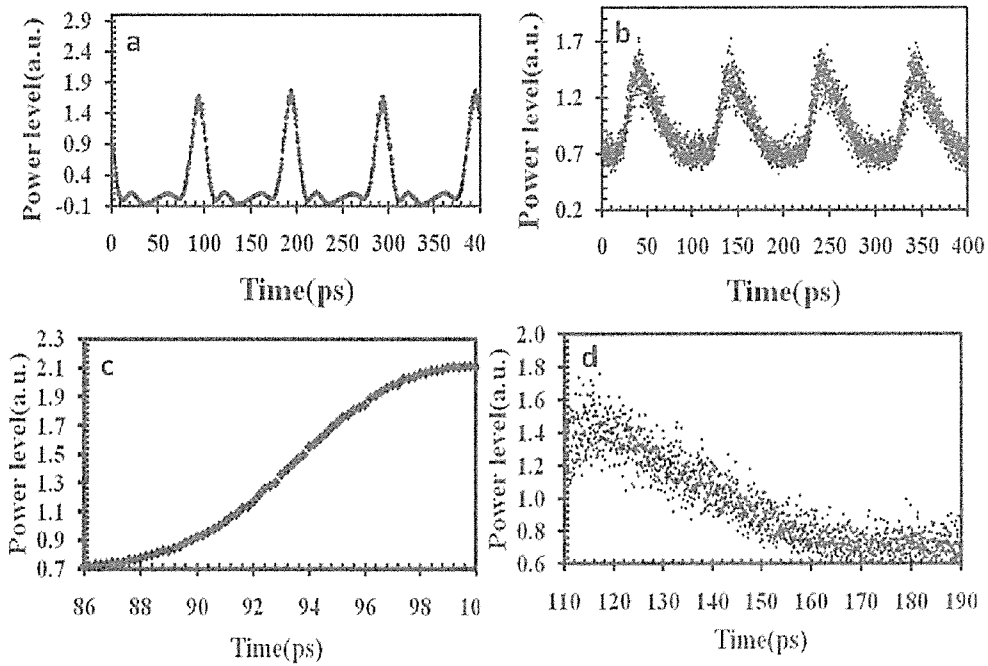 Power level(a.u.)
2.9
2.4
1.9
1.4
0.9
0.4
-0.1
a
0 50 100 150 200 250 300 350 40
Time(ps)
Power level(a.u.)
1.7
1.2
0.7
0.2
b
0 50 100 150 200 250 300 350 400
Time(ps)
Power level(a.u.)
2.3
2.1
1.9
1.7
1.5
1.3
1.1
0.9
0.7
c
86 88 90 92 94 96 98 10
Time(ps)
Power level(a.u.)
2.0
1.8
1.6
1.4
1.2
1.0
0.8
0.6
d
110 120 130 140 150 160 170 180 190
Time(ps)